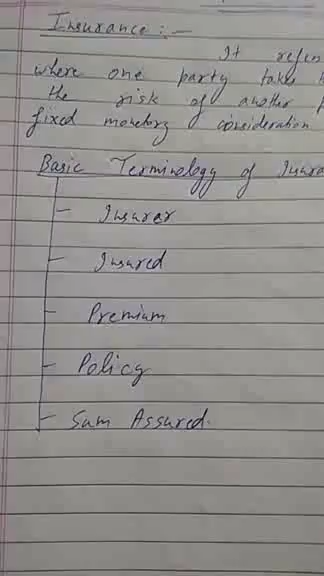 Insurance : -
It refers
where one party takes
the risk of another
fixed monetory consideration
Basic Terminology of Insura
Insurer
Insured
Premium
Policy
Sum Assured.